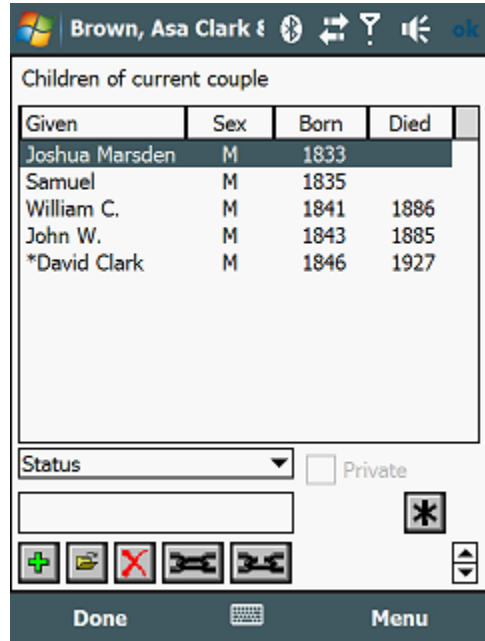 Brown, Asa Clark &
ok
Children of current couple
Given Sex Born Died
Joshua Marsden M 1833
Samuel M 1835
William C. M 1841 1886
John W. M 1843 1885
*David Clark M 1846 1927
Status
Private
Done Menu